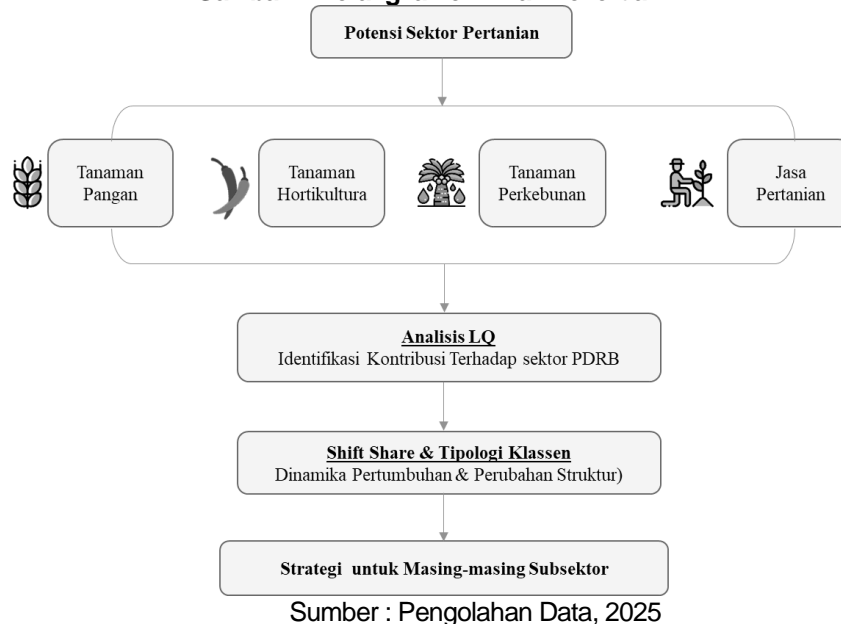 Potensi Sektor Pertanian
Tanaman
Pangan
Tanaman
Hortikultura
Tanaman
Perkebunan
Jasa
Pertanian
Analisis LQ
Identifikasi Kontribusi Terhadap sektor PDRB
Shift Share & Tipologi Klassen
Dinamika Pertumbuhan & Perubahan Struktur)
Strategi untuk Masing-masing Subsektor
Sumber : Pengolahan Data, 2025